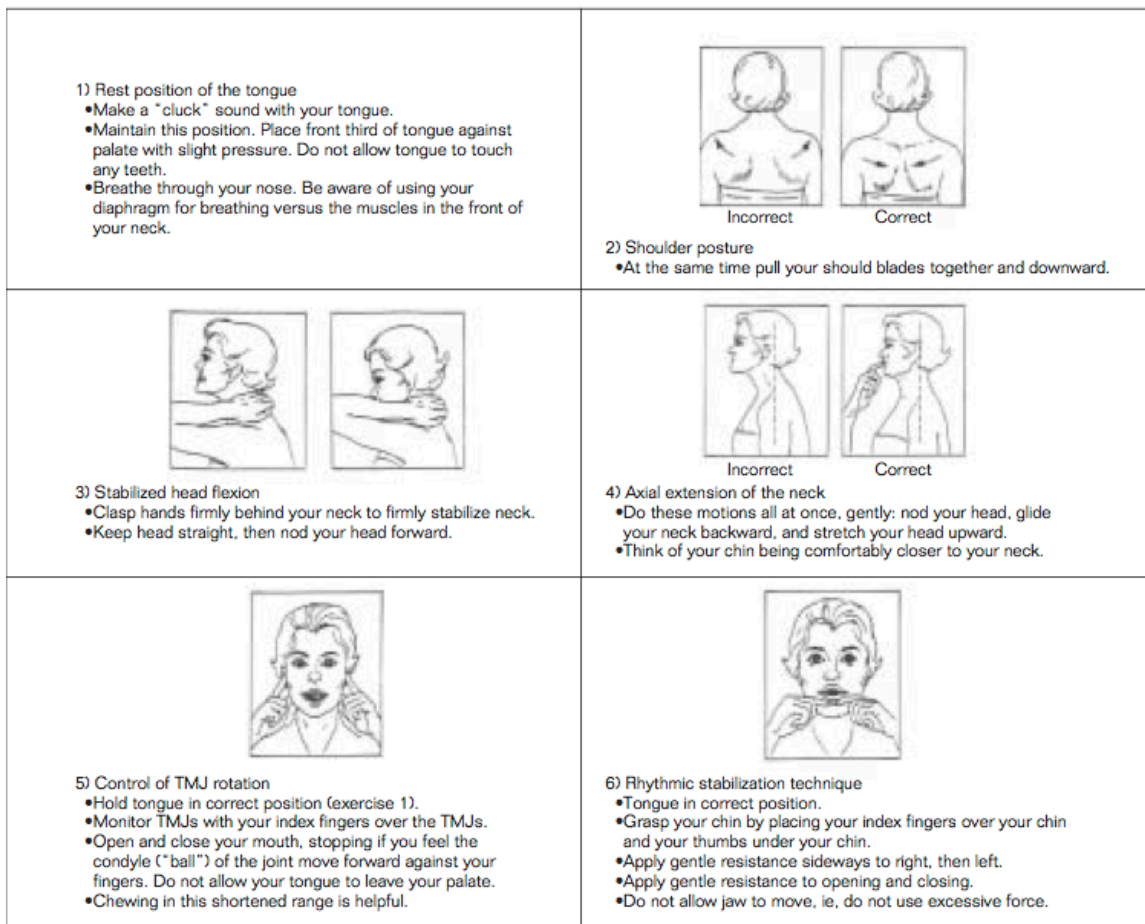 1) Rest position of the tongue
•Make a "cluck" sound with your tongue.
•Maintain this position. Place front third of tongue against
palate with slight pressure. Do not allow tongue to touch
any teeth.
•Breathe through your nose. Be aware of using your
diaphragm for breathing versus the muscles in the front of
your neck.
Incorrect
Correct
2) Shoulder posture
•At the same time pull your should blades together and downward.
3) Stabilized head flexion
•Clasp hands firmly behind your neck to firmly stabilize neck.
•Keep head straight, then nod your head forward.
Incorrect
Correct
4) Axial extension of the neck
•Do these motions all at once, gently: nod your head, glide
your neck backward, and stretch your head upward.
•Think of your chin being comfortably closer to your neck.
5) Control of TMJ rotation
•Hold tongue in correct position (exercise 1).
•Monitor TMJs with your index fingers over the TMJs.
•Open and close your mouth, stopping if you feel the
condyle ("ball") of the joint move forward against your
fingers. Do not allow your tongue to leave your palate.
•Chewing in this shortened range is helpful.
6) Rhythmic stabilization technique
•Tongue in correct position.
•Grasp your chin by placing your index fingers over your chin
and your thumbs under your chin.
•Apply gentle resistance sideways to right, then left.
•Apply gentle resistance to opening and closing.
•Do not allow jaw to move, ie, do not use excessive force.